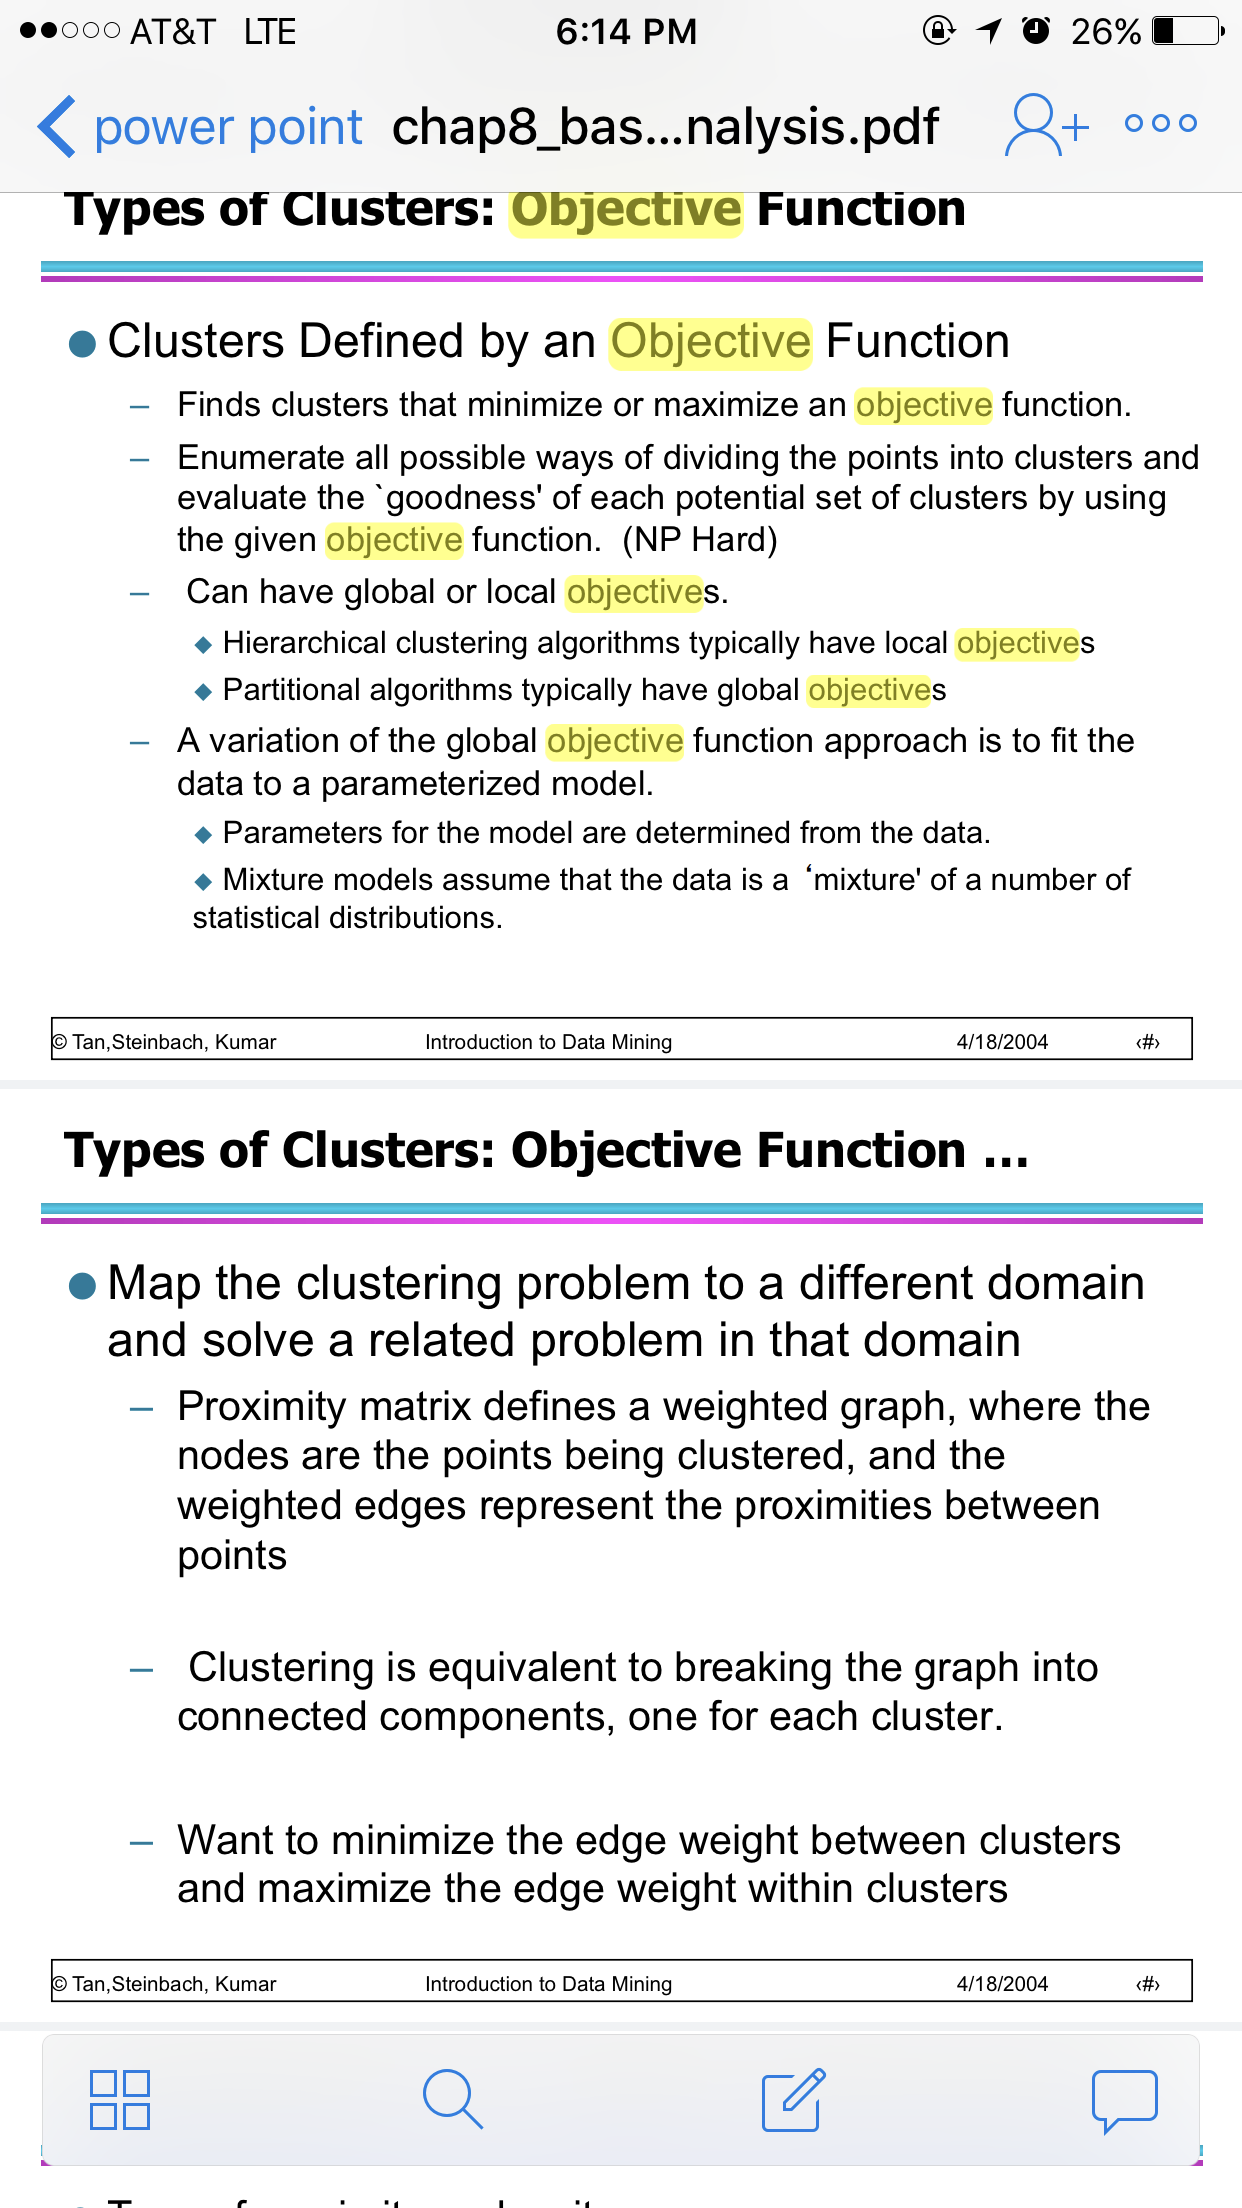 AT&T LTE 6:14 PM 26%
power point chap8_bas...nalysis.pdf
Types of Clusters: Objective Function
Clusters Defined by an Objective Function
– Finds clusters that minimize or maximize an objective function.
– Enumerate all possible ways of dividing the points into clusters and
evaluate the `goodness' of each potential set of clusters by using
the given objective function. (NP Hard)
– Can have global or local objectives.
Hierarchical clustering algorithms typically have local objectives
Partitional algorithms typically have global objectives
– A variation of the global objective function approach is to fit the
data to a parameterized model.
Parameters for the model are determined from the data.
Mixture models assume that the data is a ‘mixture' of a number of
statistical distributions.
© Tan,Steinbach, Kumar Introduction to Data Mining 4/18/2004 ‹#›
Types of Clusters: Objective Function ...
Map the clustering problem to a different domain
and solve a related problem in that domain
– Proximity matrix defines a weighted graph, where the
nodes are the points being clustered, and the
weighted edges represent the proximities between
points
– Clustering is equivalent to breaking the graph into
connected components, one for each cluster.
– Want to minimize the edge weight between clusters
and maximize the edge weight within clusters
© Tan,Steinbach, Kumar Introduction to Data Mining 4/18/2004 ‹#›